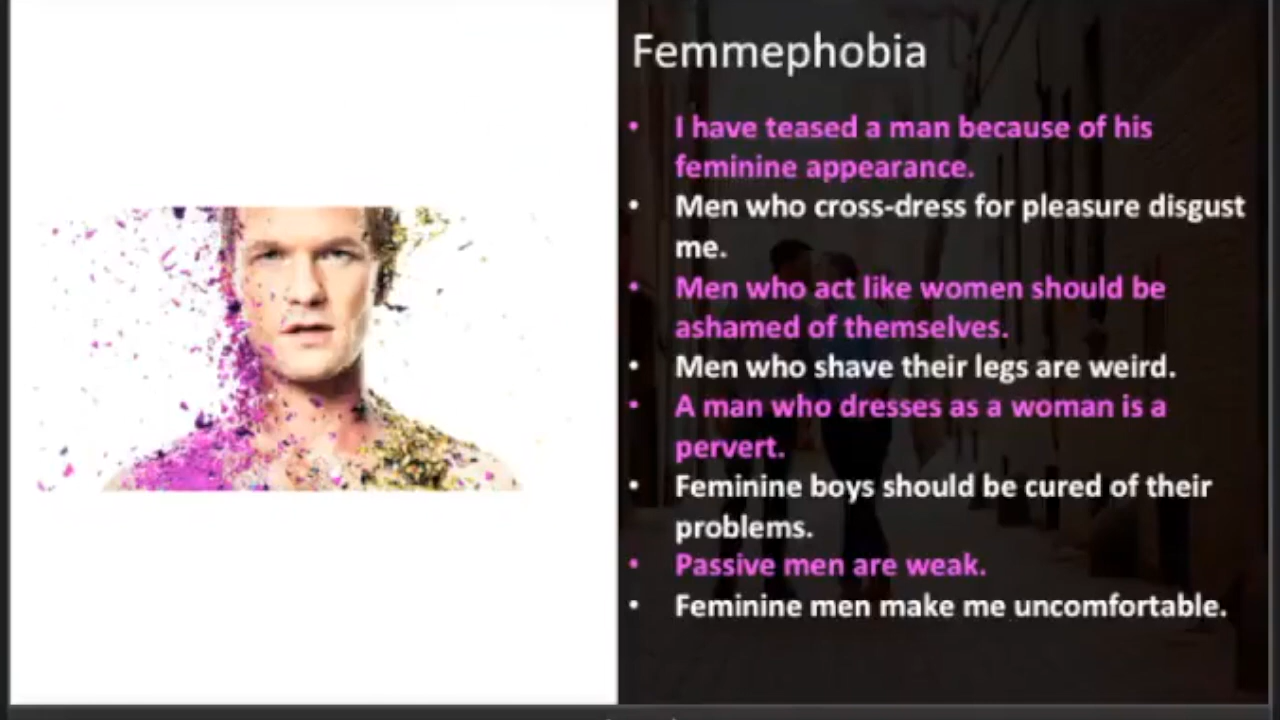 Femmephobia
• I have teased a man because of his
feminine appearance.
• Men who cross-dress for pleasure disgust
me.
• Men who act like women should be
ashamed of themselves.
• Men who shave their legs are weird.
• A man who dresses as a woman is a
pervert.
• Feminine boys should be cured of their
problems.
• Passive men are weak.
• Feminine men make me uncomfortable.